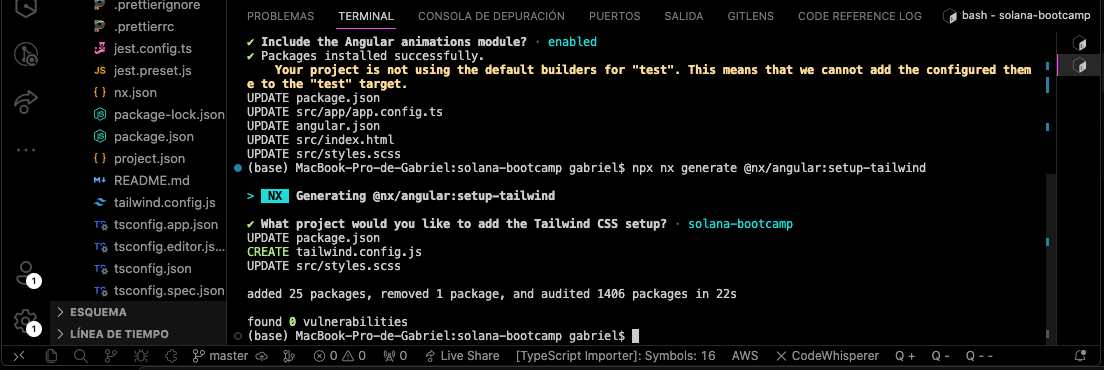 .prettierignore
.prettierrc
jest.config.ts
JS jest.preset.js
{ } nx.json
package-lock.json
package.json
{ } project.json
M↓ README.md
tailwind.config.js
TS tsconfig.app.json
TS tsconfig.editor.js...
TS tsconfig.json
TS tsconfig.spec.json
> ESQUEMA
> LÍNEA DE TIEMPO
1
1
PROBLEMAS TERMINAL CONSOLA DE DEPURACIÓN PUERTOS SALIDA GITLENS CODE REFERENCE LOG bash - solana-bootcamp
✔ Include the Angular animations module? · enabled
✔ Packages installed successfully.
Your project is not using the default builders for "test". This means that we cannot add the configured them
e to the "test" target.
UPDATE package.json
UPDATE src/app/app.config.ts
UPDATE angular.json
UPDATE src/index.html
UPDATE src/styles.scss
(base) MacBook-Pro-de-Gabriel:solana-bootcamp gabriel$ npx nx generate @nx/angular:setup-tailwind
> NX Generating @nx/angular:setup-tailwind
✔ What project would you like to add the Tailwind CSS setup? · solana-bootcamp
UPDATE package.json
CREATE tailwind.config.js
UPDATE src/styles.scss
added 25 packages, removed 1 package, and audited 1406 packages in 22s
found 0 vulnerabilities
(base) MacBook-Pro-de-Gabriel:solana-bootcamp gabriel$
master 0 0 0 Live Share [TypeScript Importer]: Symbols: 16 AWS CodeWhisperer Q + Q - Q - -